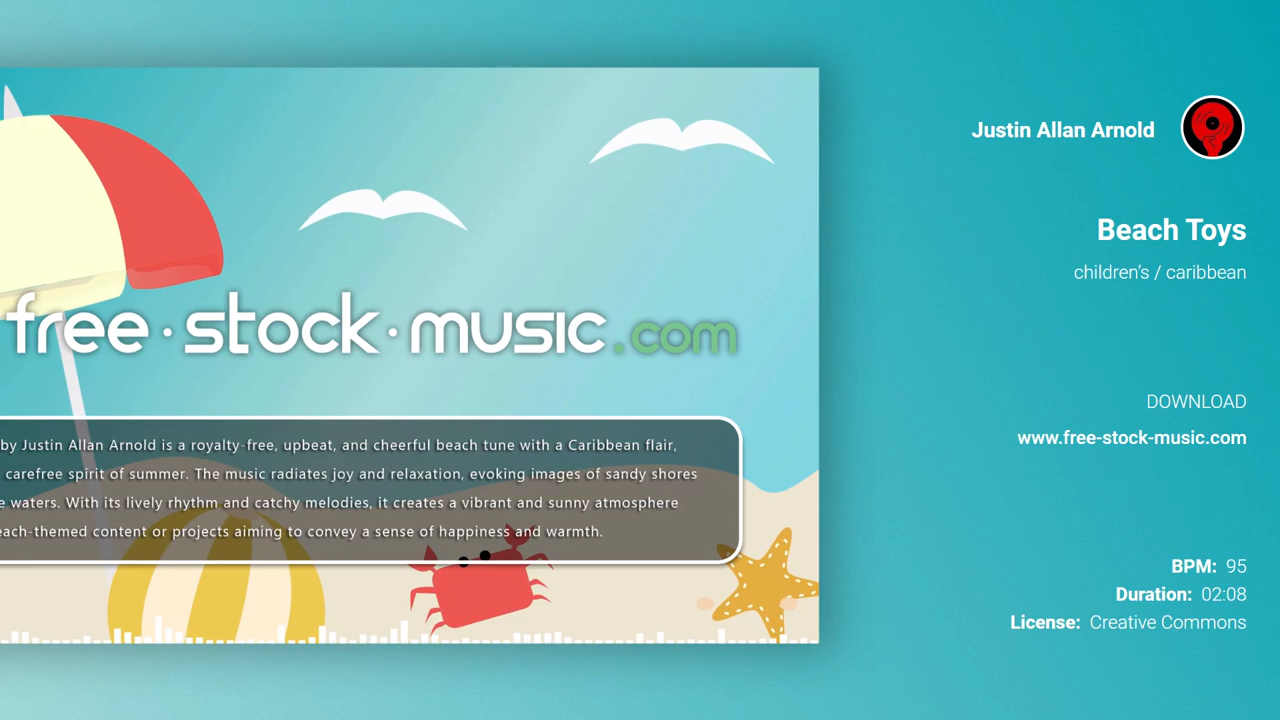 Justin Allan Arnold
Beach Toys
children's / caribbean
free·stock·music.com
by Justin Allan Arnold is a royalty-free, upbeat, and cheerful beach tune with a Caribbean flair,
carefree spirit of summer. The music radiates joy and relaxation, evoking images of sandy shores
waters. With its lively rhythm and catchy melodies, it creates a vibrant and sunny atmosphere
each-themed content or projects aiming to convey a sense of happiness and warmth.
DOWNLOAD
www.free-stock-music.com
BPM: 95
Duration: 02:08
License: Creative Commons